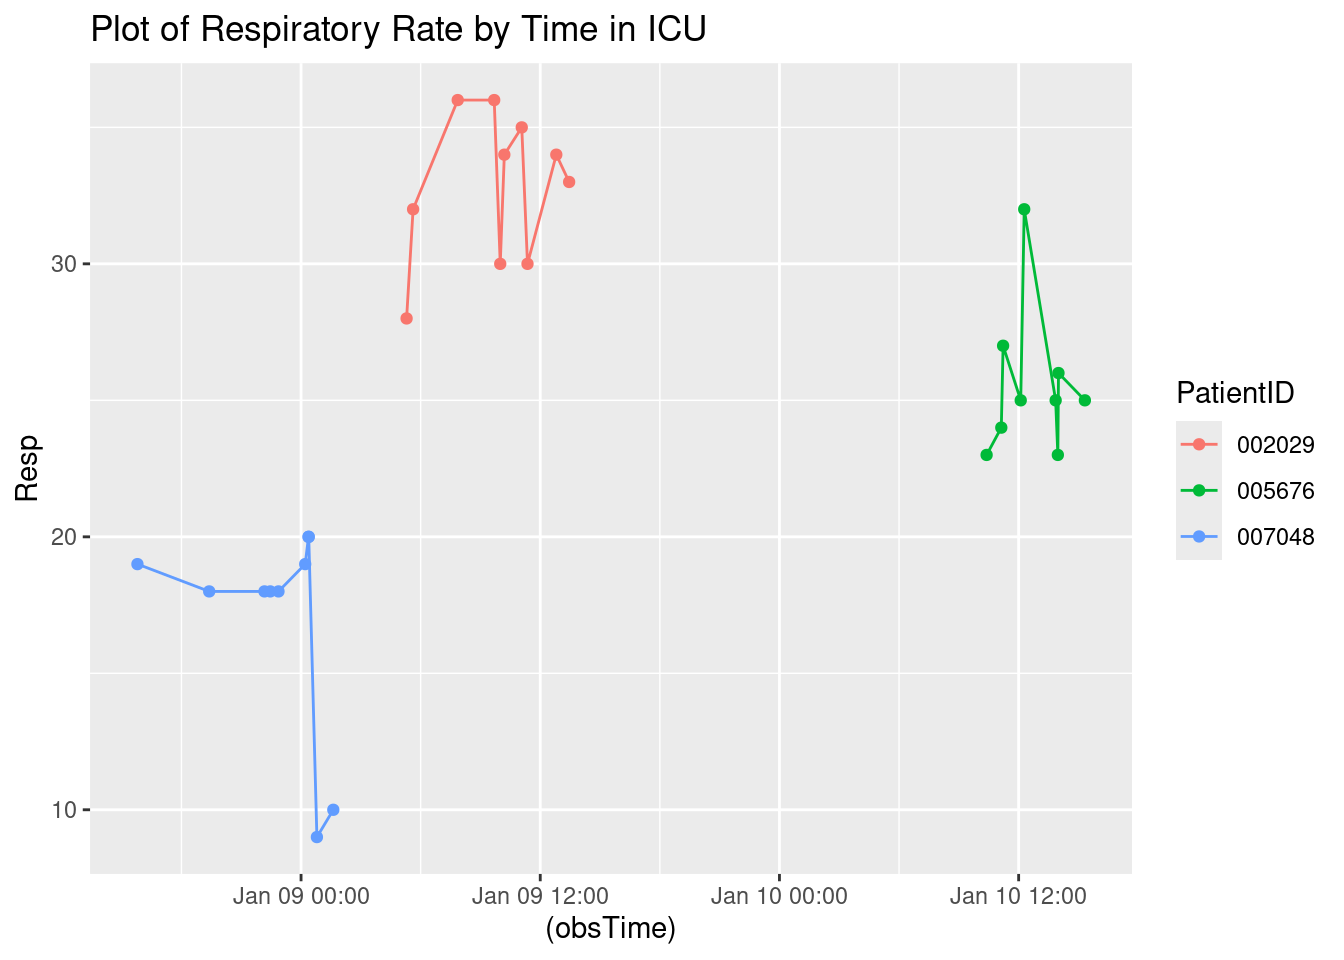 Plot of Respiratory Rate by Time in ICU
Resp
30
20
10
Jan 09 00:00
Jan 09 12:00
Jan 10 00:00
Jan 10 12:00
(obsTime)
PatientID
002029
005676
007048